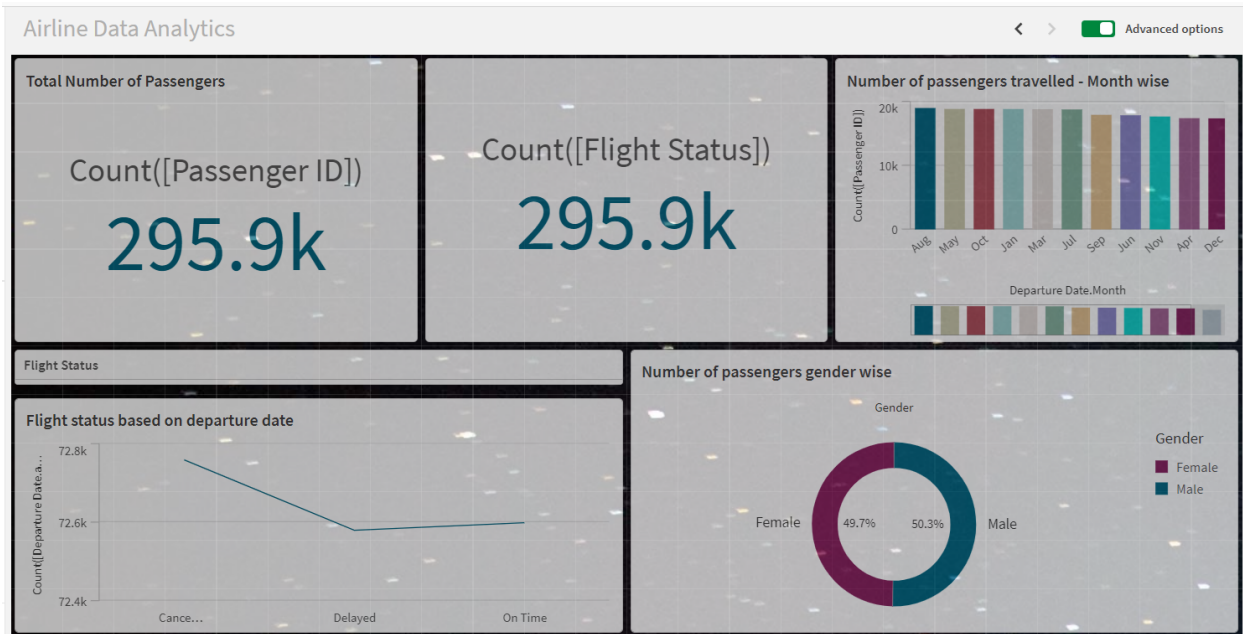 Airline Data Analytics
Advanced options
Total Number of Passengers
Count([Passenger ID])
295.9k
Count([Flight Status])
295.9k
Number of passengers travelled - Month wise
Count([Passenger ID])
20k
10k
0
Aug May Oct Jan Mar Jul Sep Jun Nov Apr Dec
Departure Date.Month
Flight Status
Flight status based on departure date
Count([Departure Date.a...
72.8k
72.6k
72.4k
Cance... Delayed On Time
Number of passengers gender wise
Gender
Female 49.7% 50.3% Male
Gender
Female
Male